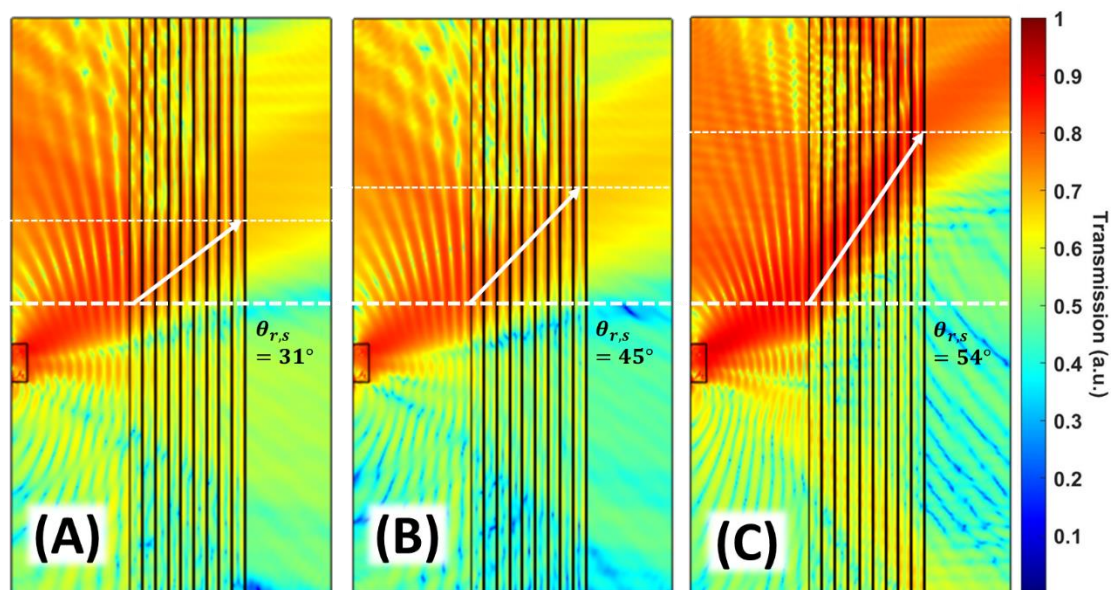 θr,s
= 31°
(A)
θr,s
= 45°
(B)
θr,s
= 54°
(C)
1
0.9
0.8
0.7
0.6
0.5
0.4
0.3
0.2
0.1
Transmission (a.u.)